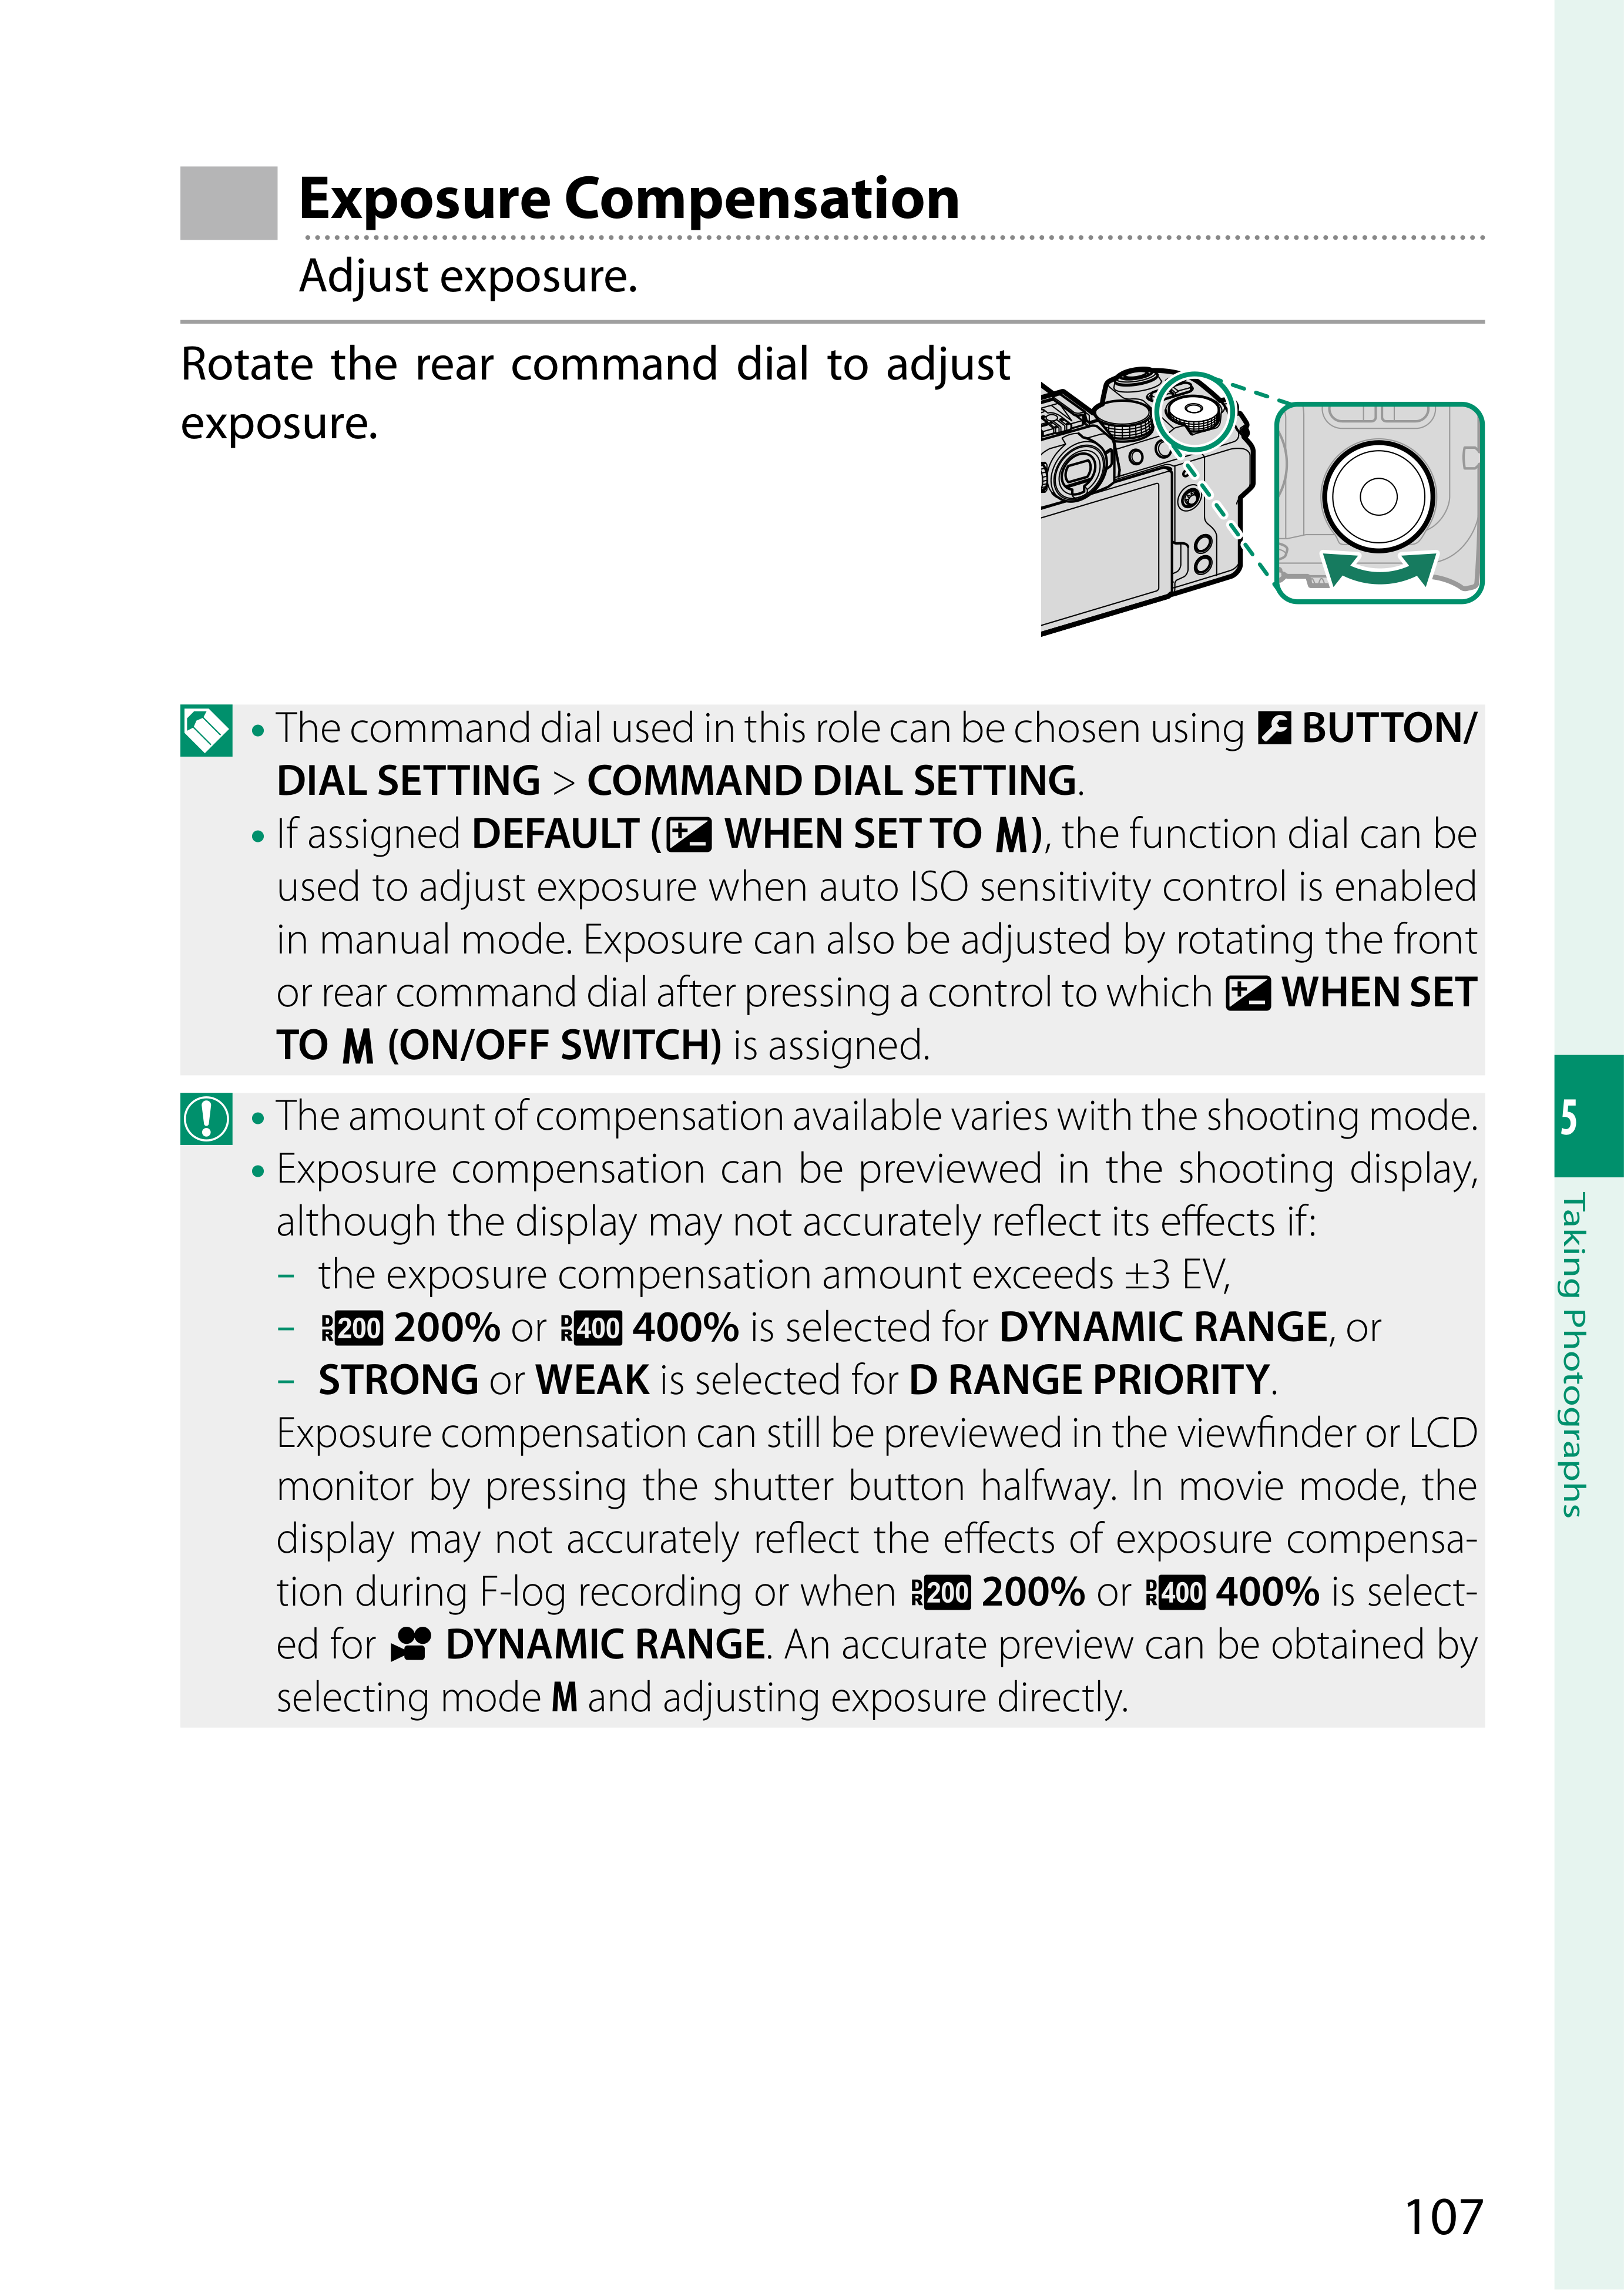 Exposure Compensation
Adjust exposure.
Rotate the rear command dial to adjust
exposure.
• The command dial used in this role can be chosen using BUTTON/
DIAL SETTING > COMMAND DIAL SETTING.
• If assigned DEFAULT ( WHEN SET TO M), the function dial can be
used to adjust exposure when auto ISO sensitivity control is enabled
in manual mode. Exposure can also be adjusted by rotating the front
or rear command dial after pressing a control to which WHEN SET
TO M (ON/OFF SWITCH) is assigned.
• The amount of compensation available varies with the shooting mode.
• Exposure compensation can be previewed in the shooting display,
although the display may not accurately reflect its effects if:
– the exposure compensation amount exceeds ±3 EV,
– DR200 200% or DR400 400% is selected for DYNAMIC RANGE, or
– STRONG or WEAK is selected for D RANGE PRIORITY.
Exposure compensation can still be previewed in the viewfinder or LCD
monitor by pressing the shutter button halfway. In movie mode, the
display may not accurately reflect the effects of exposure compensa-
tion during F-log recording or when DR200 200% or DR400 400% is select-
ed for DYNAMIC RANGE. An accurate preview can be obtained by
selecting mode M and adjusting exposure directly.
5
Taking Photographs
107